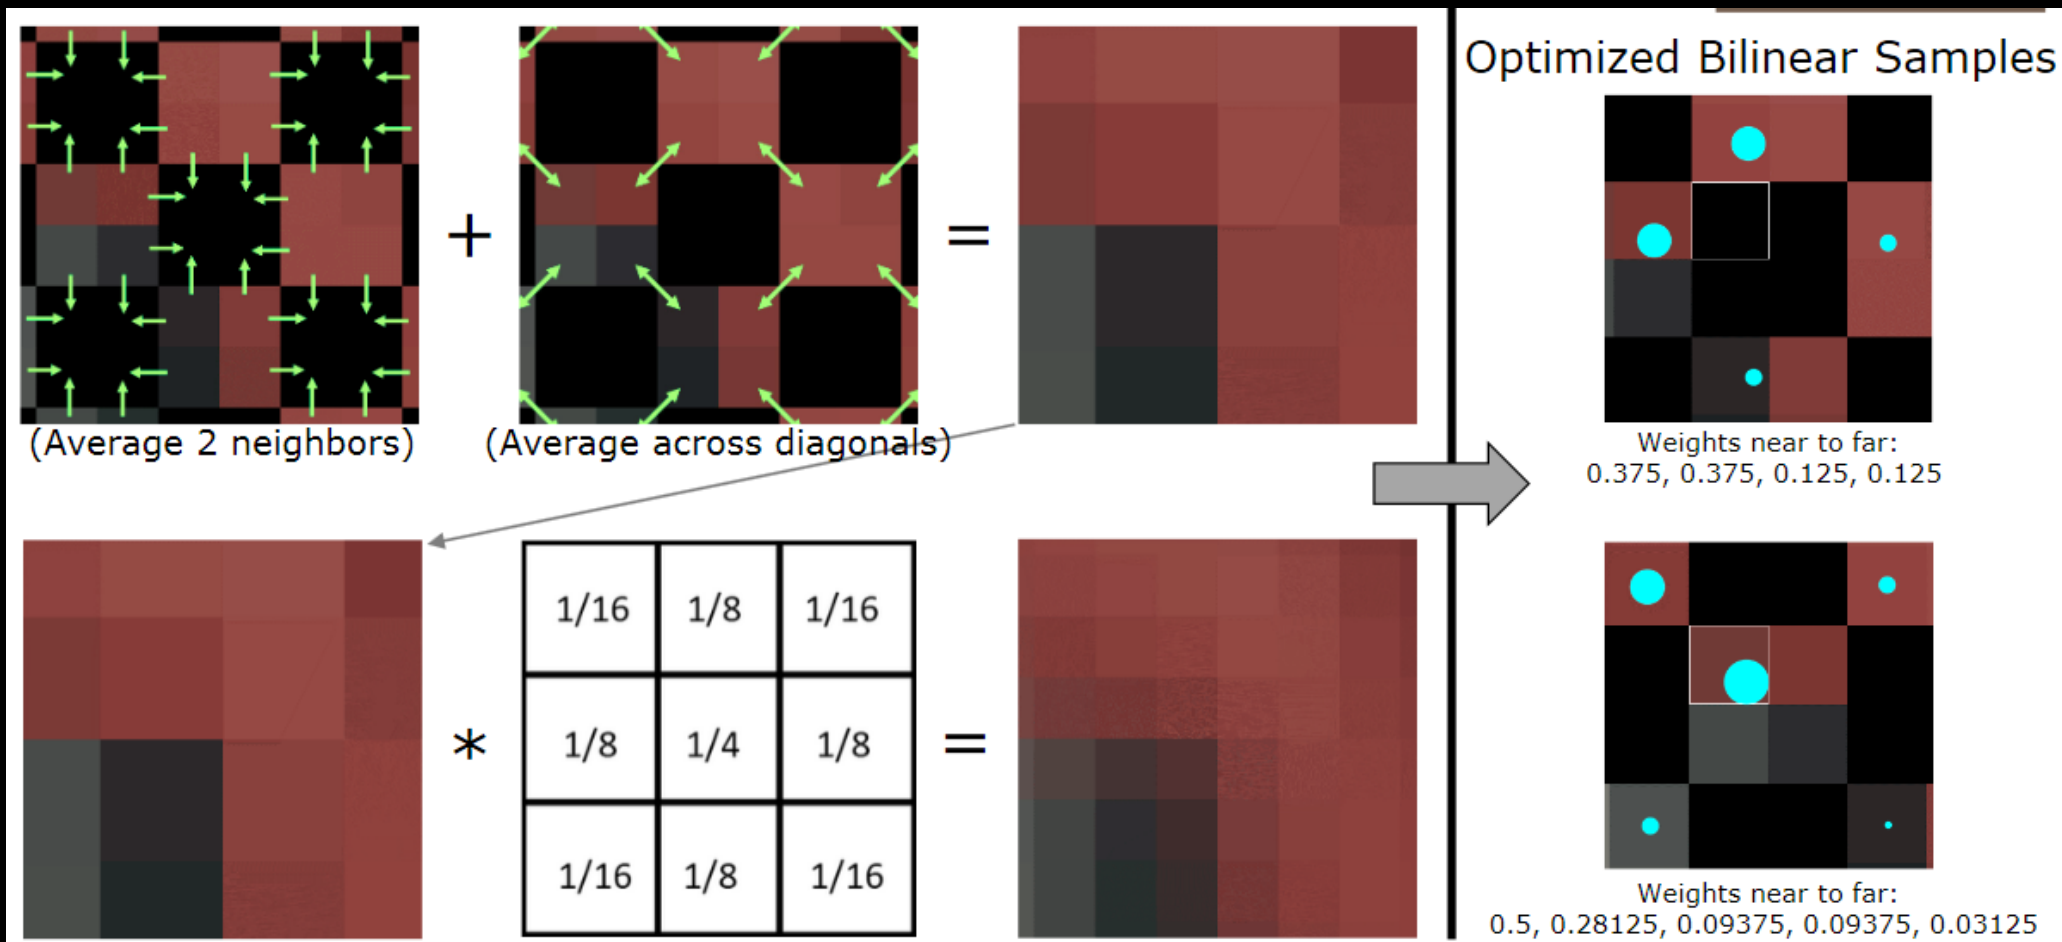 Optimized Bilinear Samples
+
=
(Average 2 neighbors)
(Average across diagonals)
Weights near to far:
0.375, 0.375, 0.125, 0.125
*
1/16 1/8 1/16
1/8 1/4 1/8
1/16 1/8 1/16
=
Weights near to far:
0.5, 0.28125, 0.09375, 0.09375, 0.03125